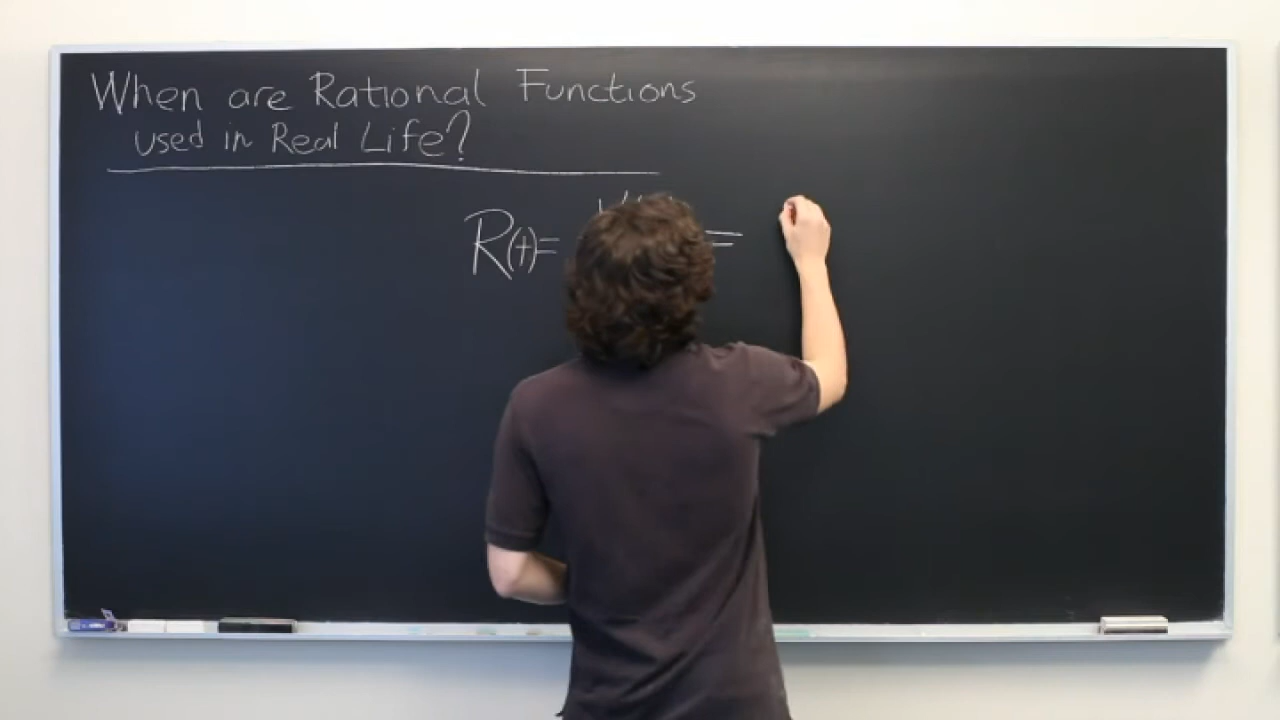 When are Rational Functions
used in Real Life?
R(t)= =